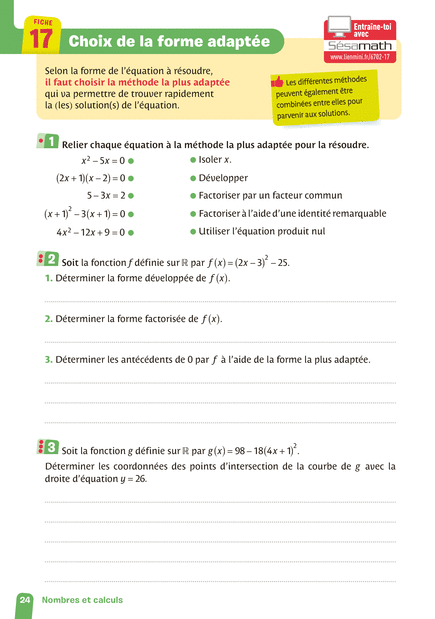 FICHE
17
Choix de la forme adaptée
Entraîne-toi
avec
Sésamath
www.lienmini.fr/6782-17
Selon la forme de l'équation à résoudre,
il faut choisir la méthode la plus adaptée
qui va permettre de trouver rapidement
la (les) solution(s) de l'équation.
Les différentes méthodes
peuvent également être
combinées entre elles pour
parvenir aux solutions.
1 Relier chaque équation à la méthode la plus adaptée pour la résoudre.
x² – 5x = 0 ● ● Isoler x.
(2x + 1)(x – 2) = 0 ● ● Développer
5 – 3x = 2 ● ● Factoriser par un facteur commun
(x + 1)² – 3(x + 1) = 0 ● ● Factoriser à l'aide d'une identité remarquable
4x² – 12x + 9 = 0 ● ● Utiliser l'équation produit nul
2 Soit la fonction f définie sur ℝ par f(x) = (2x – 3)² – 25.
1. Déterminer la forme développée de f(x).
2. Déterminer la forme factorisée de f(x).
3. Déterminer les antécédents de 0 par f à l'aide de la forme la plus adaptée.
3 Soit la fonction g définie sur ℝ par g(x) = 98 – 18(4x + 1)².
Déterminer les coordonnées des points d'intersection de la courbe de g avec la
droite d'équation y = 26.
24 Nombres et calculs